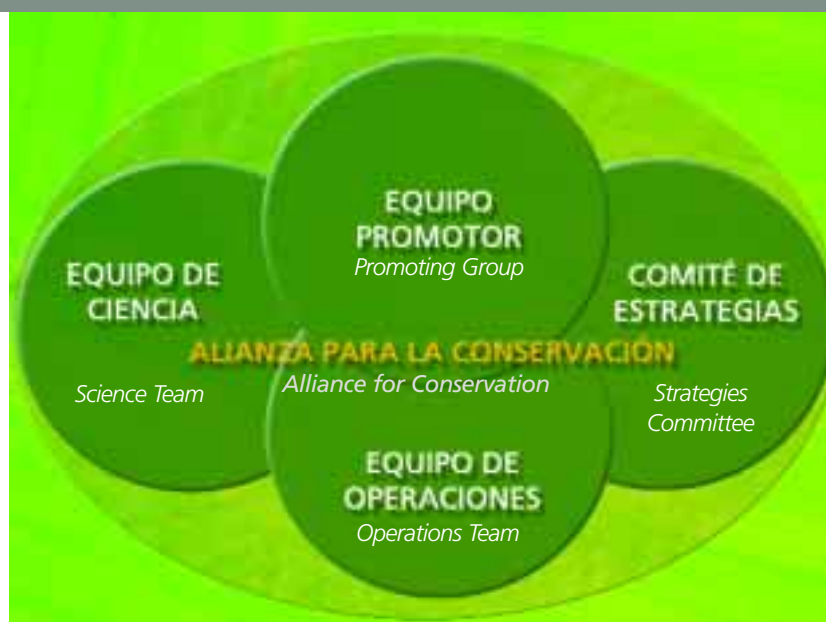 EQUIPO
PROMOTOR
Promoting Group
EQUIPO DE
CIENCIA
COMITÉ DE
ESTRATEGIAS
ALIANZA PARA LA CONSERVACIÓN
Alliance for Conservation
Science Team
Strategies
Committee
EQUIPO DE
OPERACIONES
Operations Team